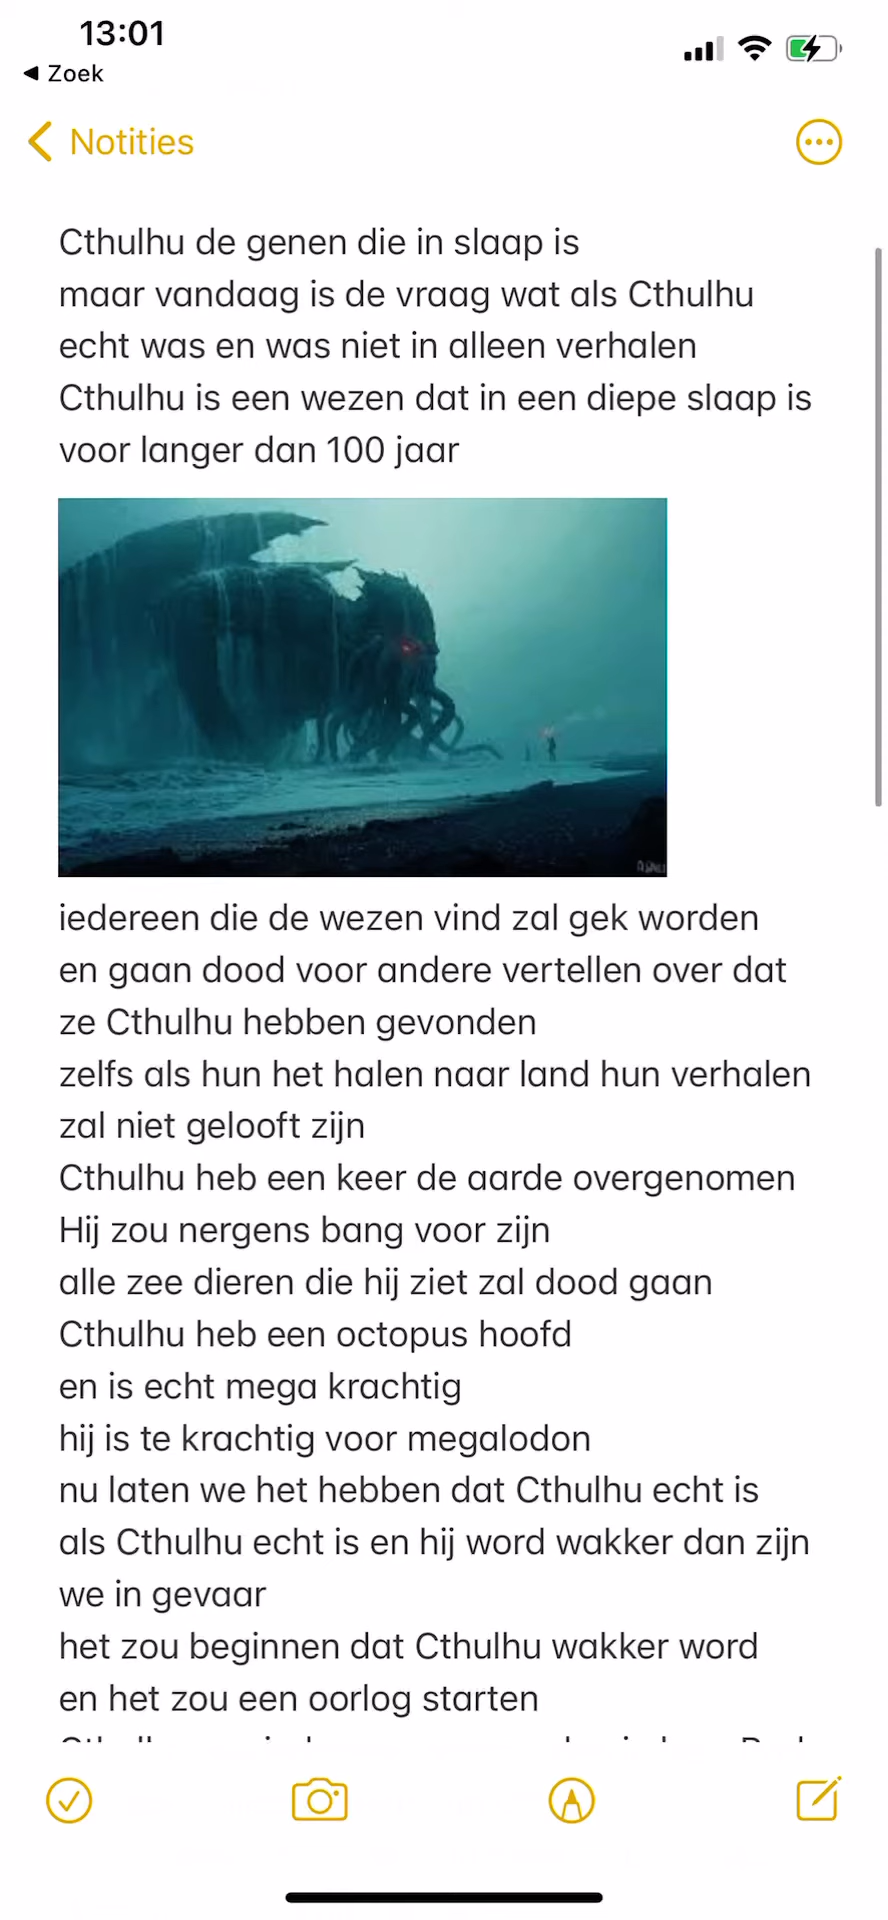 13:01
Zoek
Notities
Cthulhu de genen die in slaap is
maar vandaag is de vraag wat als Cthulhu
echt was en was niet in alleen verhalen
Cthulhu is een wezen dat in een diepe slaap is
voor langer dan 100 jaar
iedereen die de wezen vind zal gek worden
en gaan dood voor andere vertellen over dat
ze Cthulhu hebben gevonden
zelfs als hun het halen naar land hun verhalen
zal niet gelooft zijn
Cthulhu heb een keer de aarde overgenomen
Hij zou nergens bang voor zijn
alle zee dieren die hij ziet zal dood gaan
Cthulhu heb een octopus hoofd
en is echt mega krachtig
hij is te krachtig voor megalodon
nu laten we het hebben dat Cthulhu echt is
als Cthulhu echt is en hij word wakker dan zijn
we in gevaar
het zou beginnen dat Cthulhu wakker word
en het zou een oorlog starten